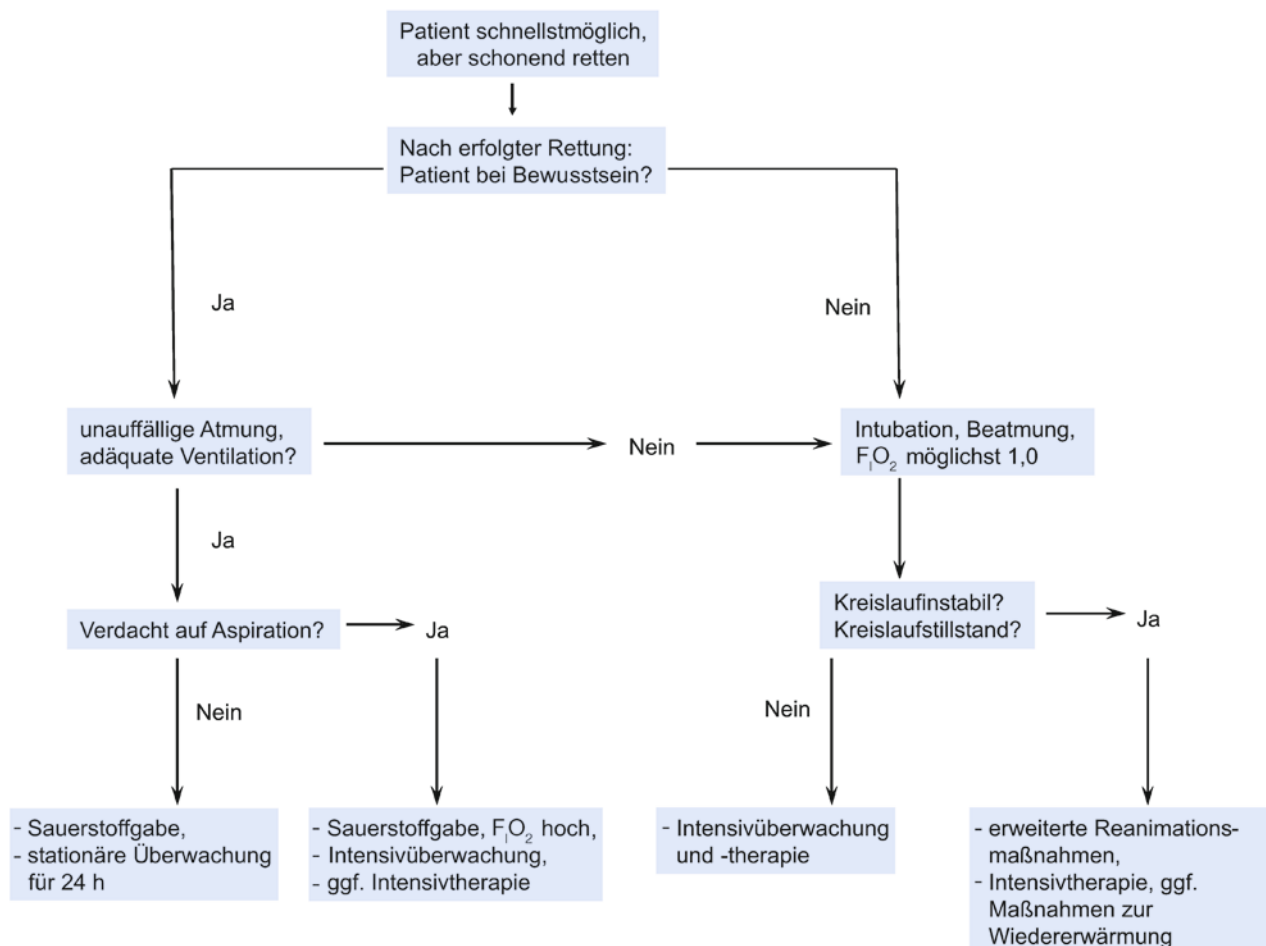 Patient schnellstmöglich,
aber schonend retten
Nach erfolgter Rettung:
Patient bei Bewusstsein?
Ja
Nein
unauffällige Atmung,
adäquate Ventilation?
Nein
Intubation, Beatmung,
FIO2 möglichst 1,0
Ja
Verdacht auf Aspiration?
Ja
Kreislaufinstabil?
Kreislaufstillstand?
Ja
Nein
Nein
- Sauerstoffgabe,
- stationäre Überwachung
für 24 h
- Sauerstoffgabe, FIO2 hoch,
- Intensivüberwachung,
- ggf. Intensivtherapie
- Intensivüberwachung
und -therapie
- erweiterte Reanimations-
maßnahmen,
- Intensivtherapie, ggf.
Maßnahmen zur
Wiedererwärmung